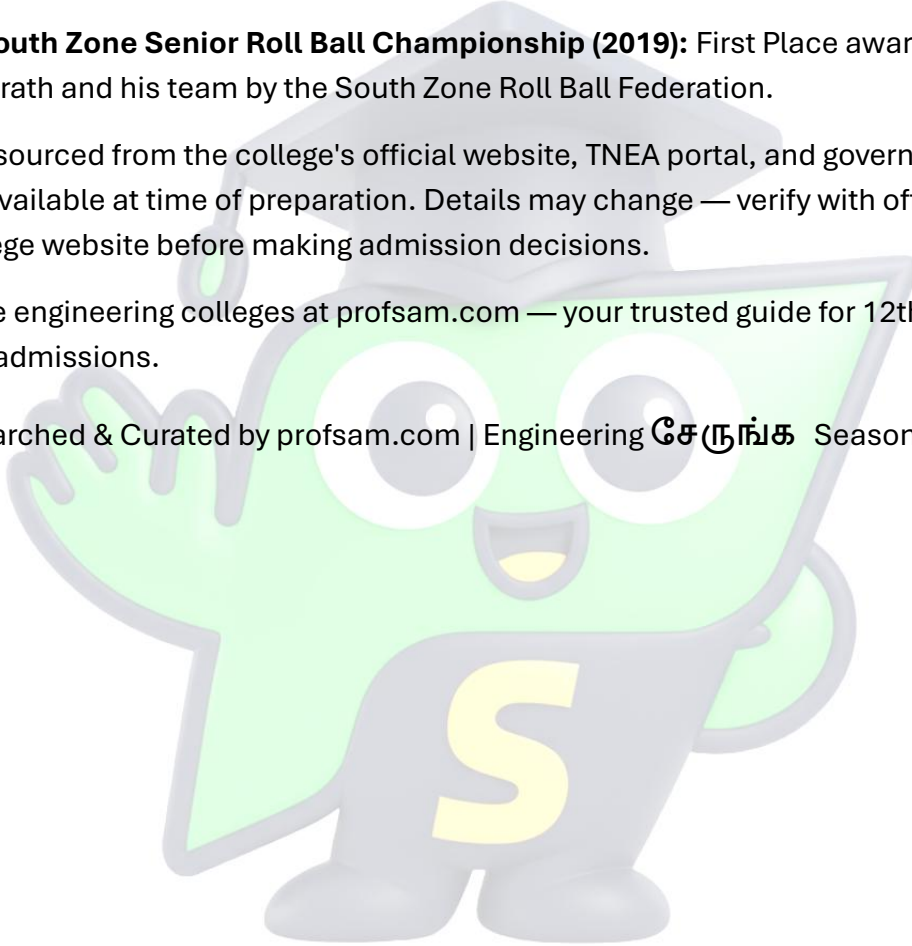 outh Zone Senior Roll Ball Championship (2019): First Place awar
rath and his team by the South Zone Roll Ball Federation.
sourced from the college's official website, TNEA portal, and govern
vailable at time of preparation. Details may change — verify with of
ege website before making admission decisions.
e engineering colleges at profsam.com — your trusted guide for 12th
admissions.
arched & Curated by profsam.com | Engineering சேருங்க Season
S